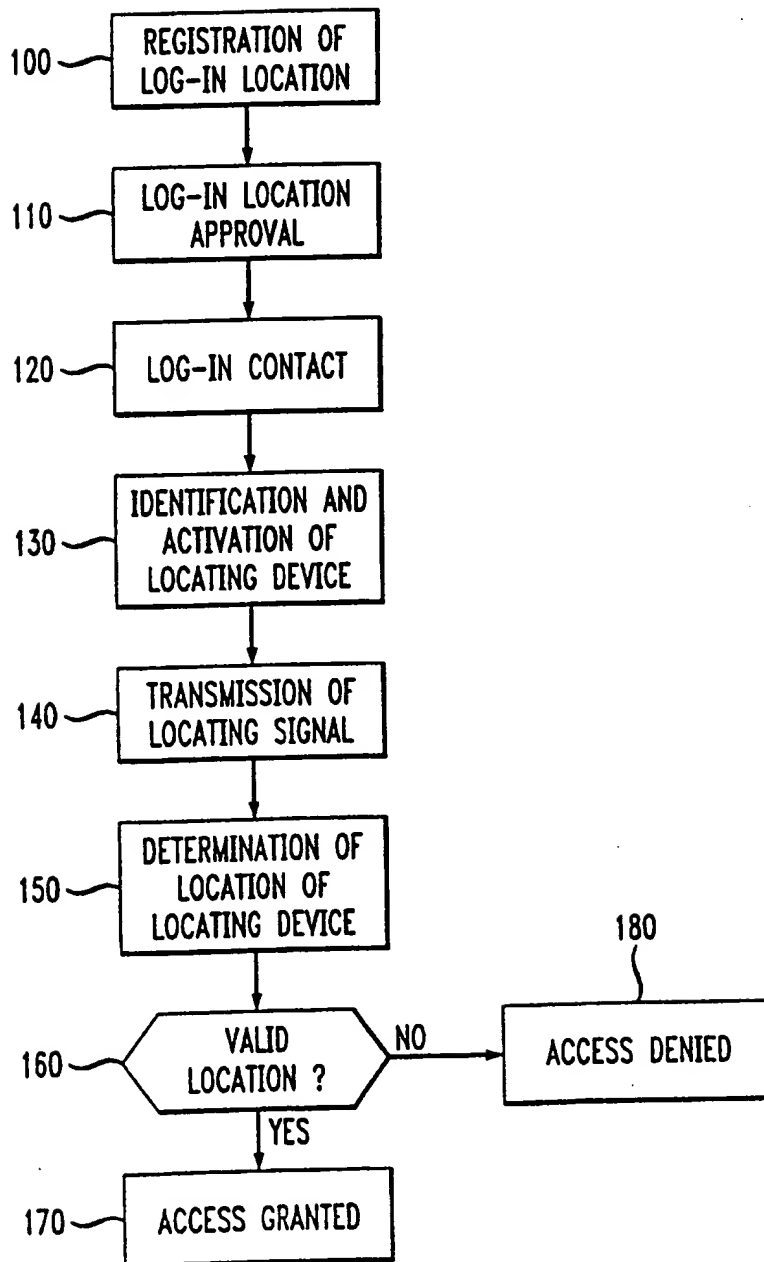 100
REGISTRATION OF
LOG-IN LOCATION
110
LOG-IN LOCATION
APPROVAL
120
LOG-IN CONTACT
130
IDENTIFICATION AND
ACTIVATION OF
LOCATING DEVICE
140
TRANSMISSION OF
LOCATING SIGNAL
150
DETERMINATION OF
LOCATION OF
LOCATING DEVICE
160
VALID
LOCATION ?
NO
180
ACCESS DENIED
YES
170
ACCESS GRANTED